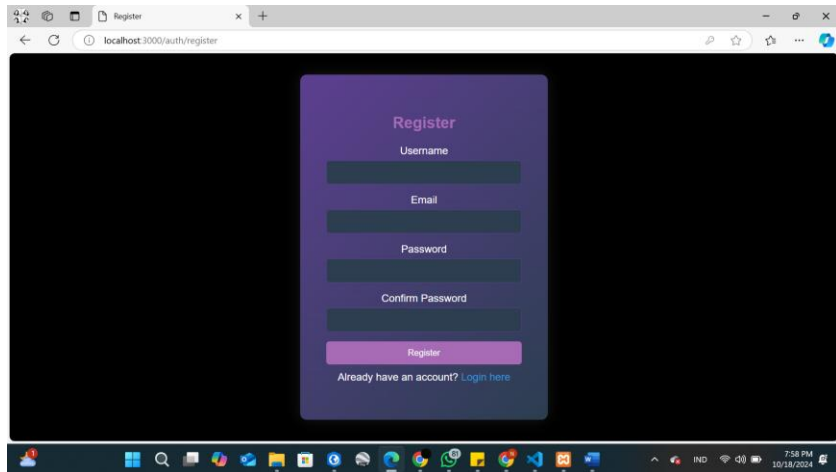 Register
localhost:3000/auth/register
Register
Username
Email
Password
Confirm Password
Register
Already have an account? Login here
IND
7:58 PM
10/18/2024